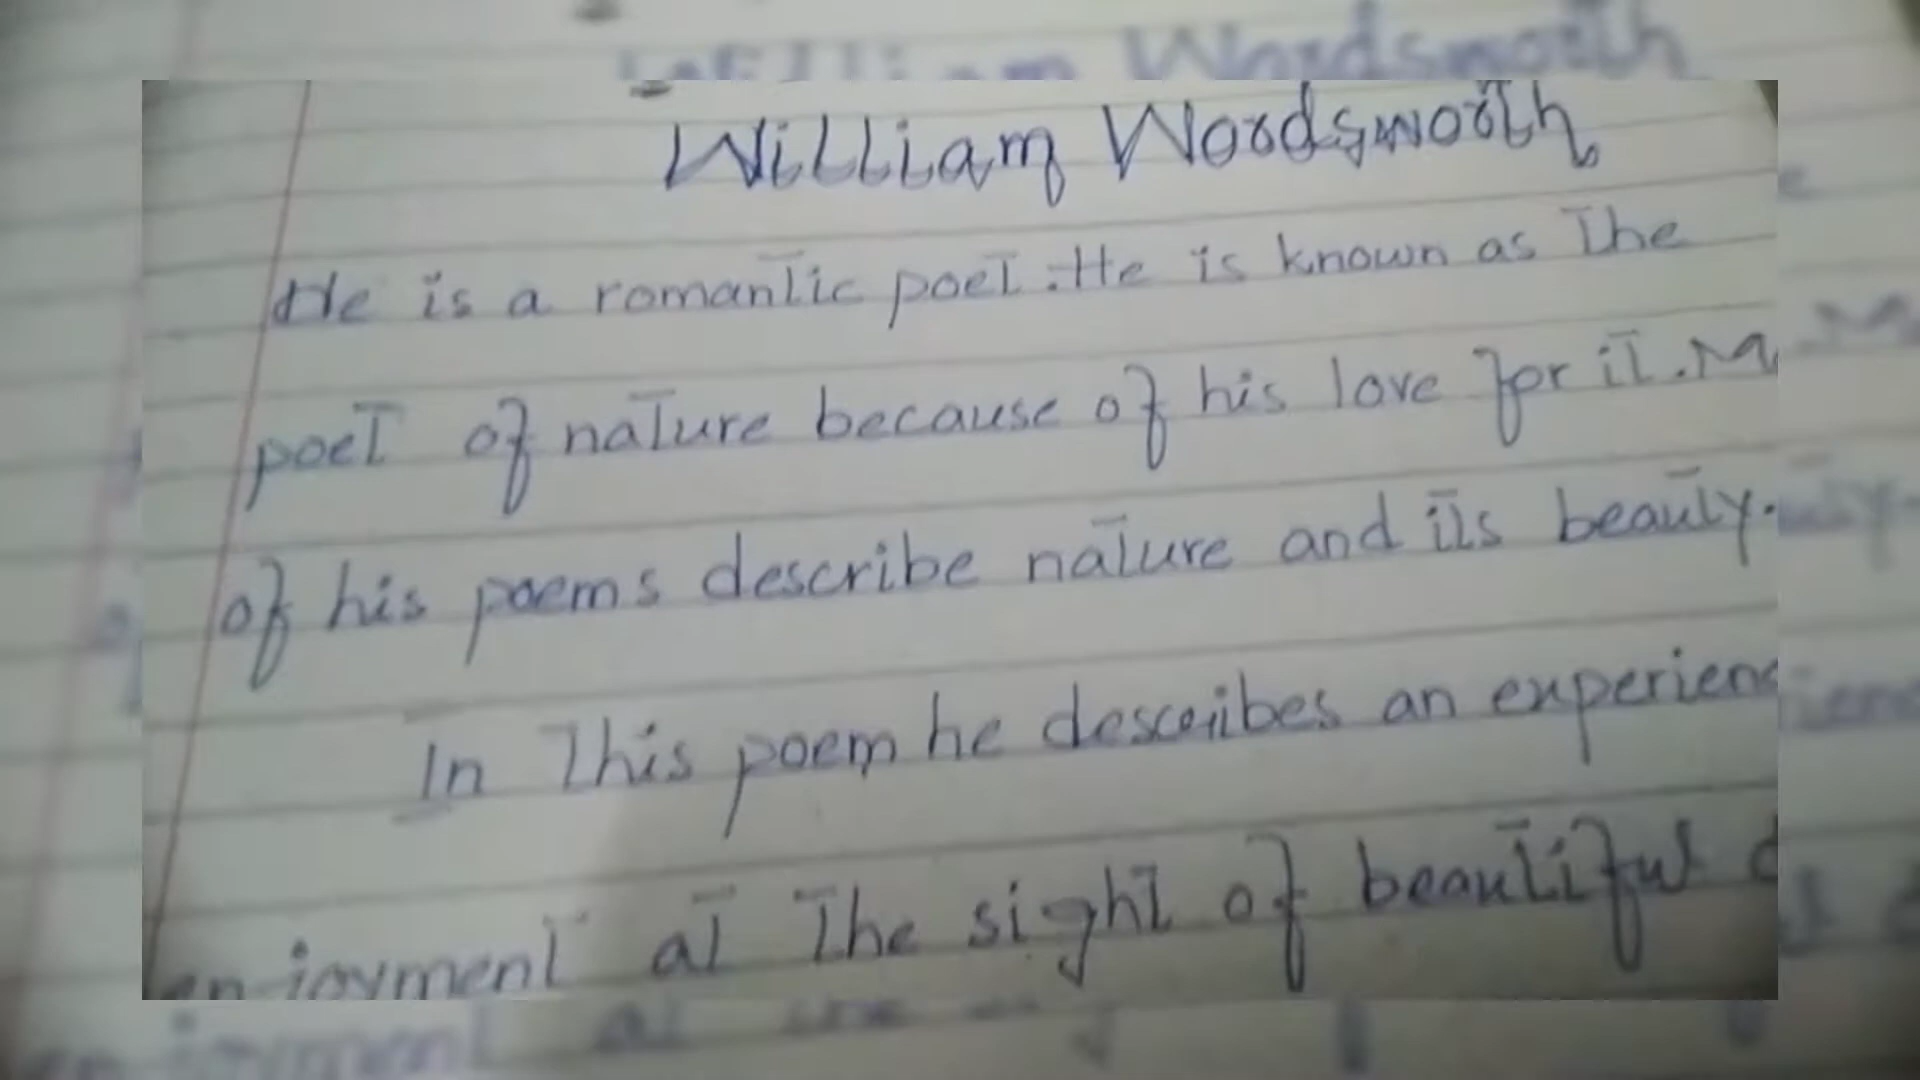 William Wordsworth
He is a romantic poet. He is known as the
poet of nature because of his love for it.
of his poems describe nature and its beauty.
In this poem he describes an
enjoyment at the sight of beautiful